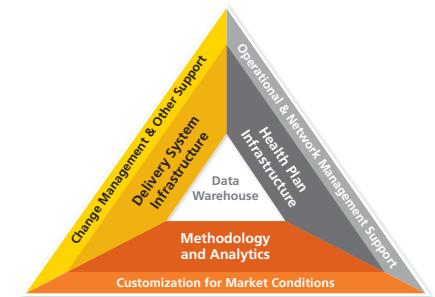 Change Management & Other Support
Delivery System
Infrastructure
Operational & Network Management Support
Health Plan
Infrastructure
Data
Warehouse
Methodology
and Analytics
Customization for Market Conditions